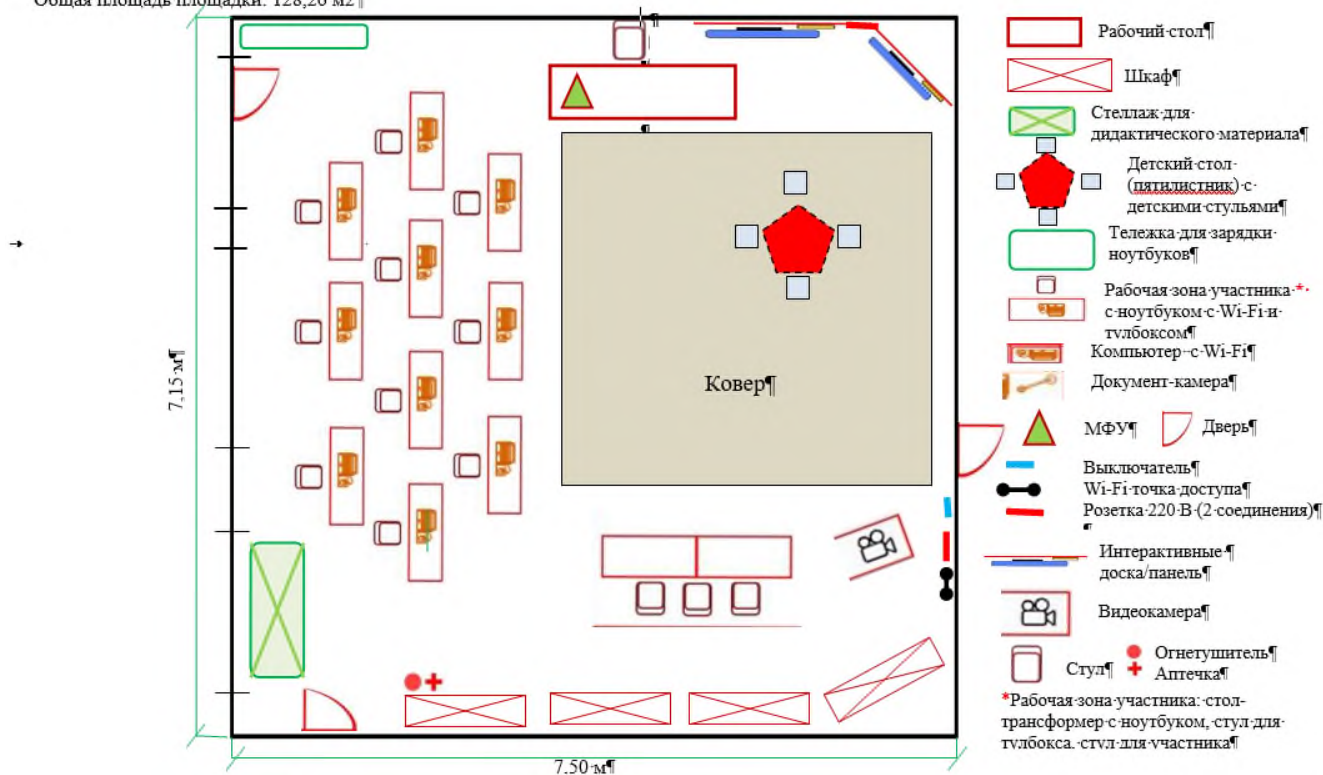 Общая площадь площадки: 128,26 м2¶
¶
¶
¶
7,15·м¶
Ковер¶
7,50·м¶
Рабочий·стол¶
Шкаф¶
Стеллаж·для·
дидактического·материала¶
Детский·стол·
(пятилистник)·с·
детскими·стульями¶
Тележка·для·зарядки·
ноутбуков¶
Рабочая·зона·участника·*·
с·ноутбуком·с·Wi-Fi·и·
тулбоксом¶
Компьютер··с·Wi-Fi¶
Документ-камера¶
МФУ¶ Дверь¶
Выключатель¶
Wi-Fi·точка·доступа¶
Розетка·220·В·(2·соединения)¶
¶
Интерактивные·¶
доска/панель¶
Видеокамера¶
Стул¶ Огнетушитель¶
Аптечка¶
*Рабочая·зона·участника:·стол-
трансформер·с·ноутбуком,·стул·для·
тулбокса,·стул·для·участника¶